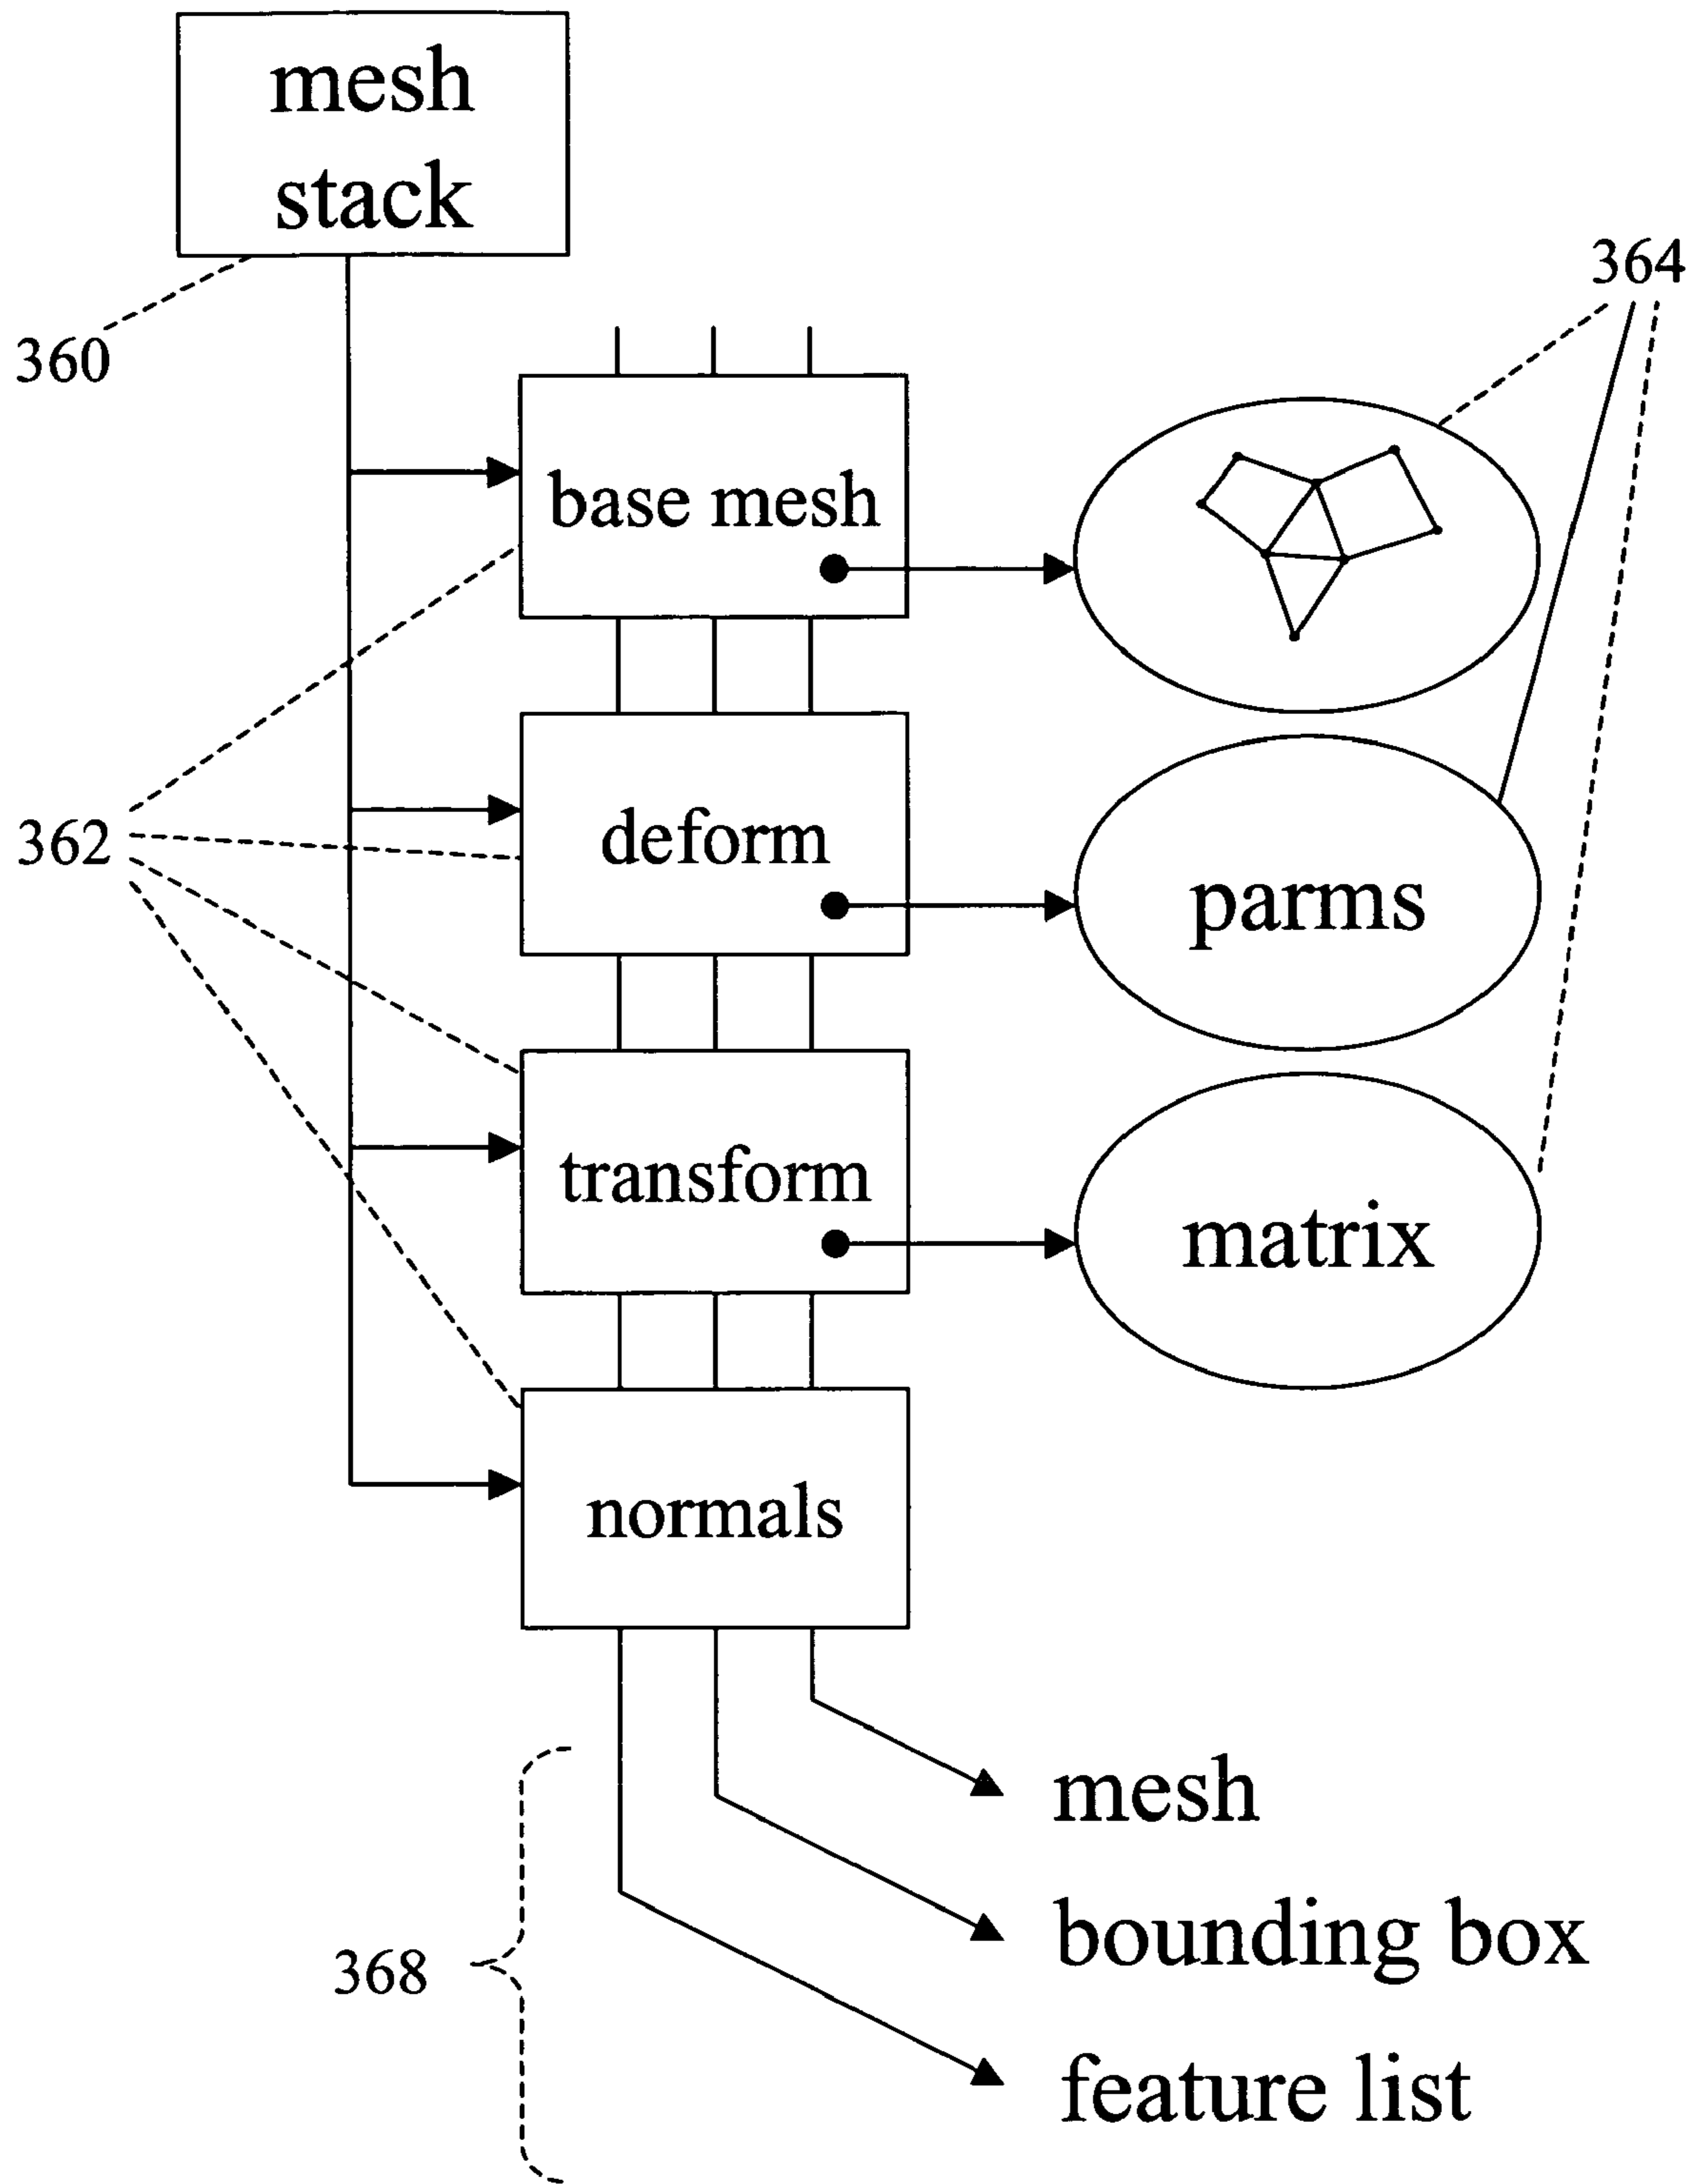 mesh
stack
364
360
base mesh
362
deform
parms
transform
matrix
normals
mesh
bounding box
368
feature list